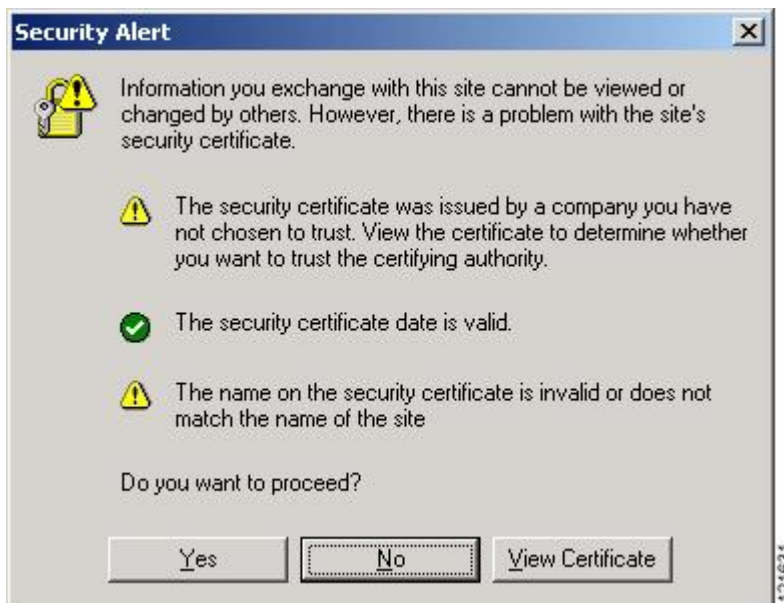 Security Alert
Information you exchange with this site cannot be viewed or
changed by others. However, there is a problem with the site's
security certificate.
The security certificate was issued by a company you have
not chosen to trust. View the certificate to determine whether
you want to trust the certifying authority.
The security certificate date is valid.
The name on the security certificate is invalid or does not
match the name of the site
Do you want to proceed?
Yes
No
View Certificate